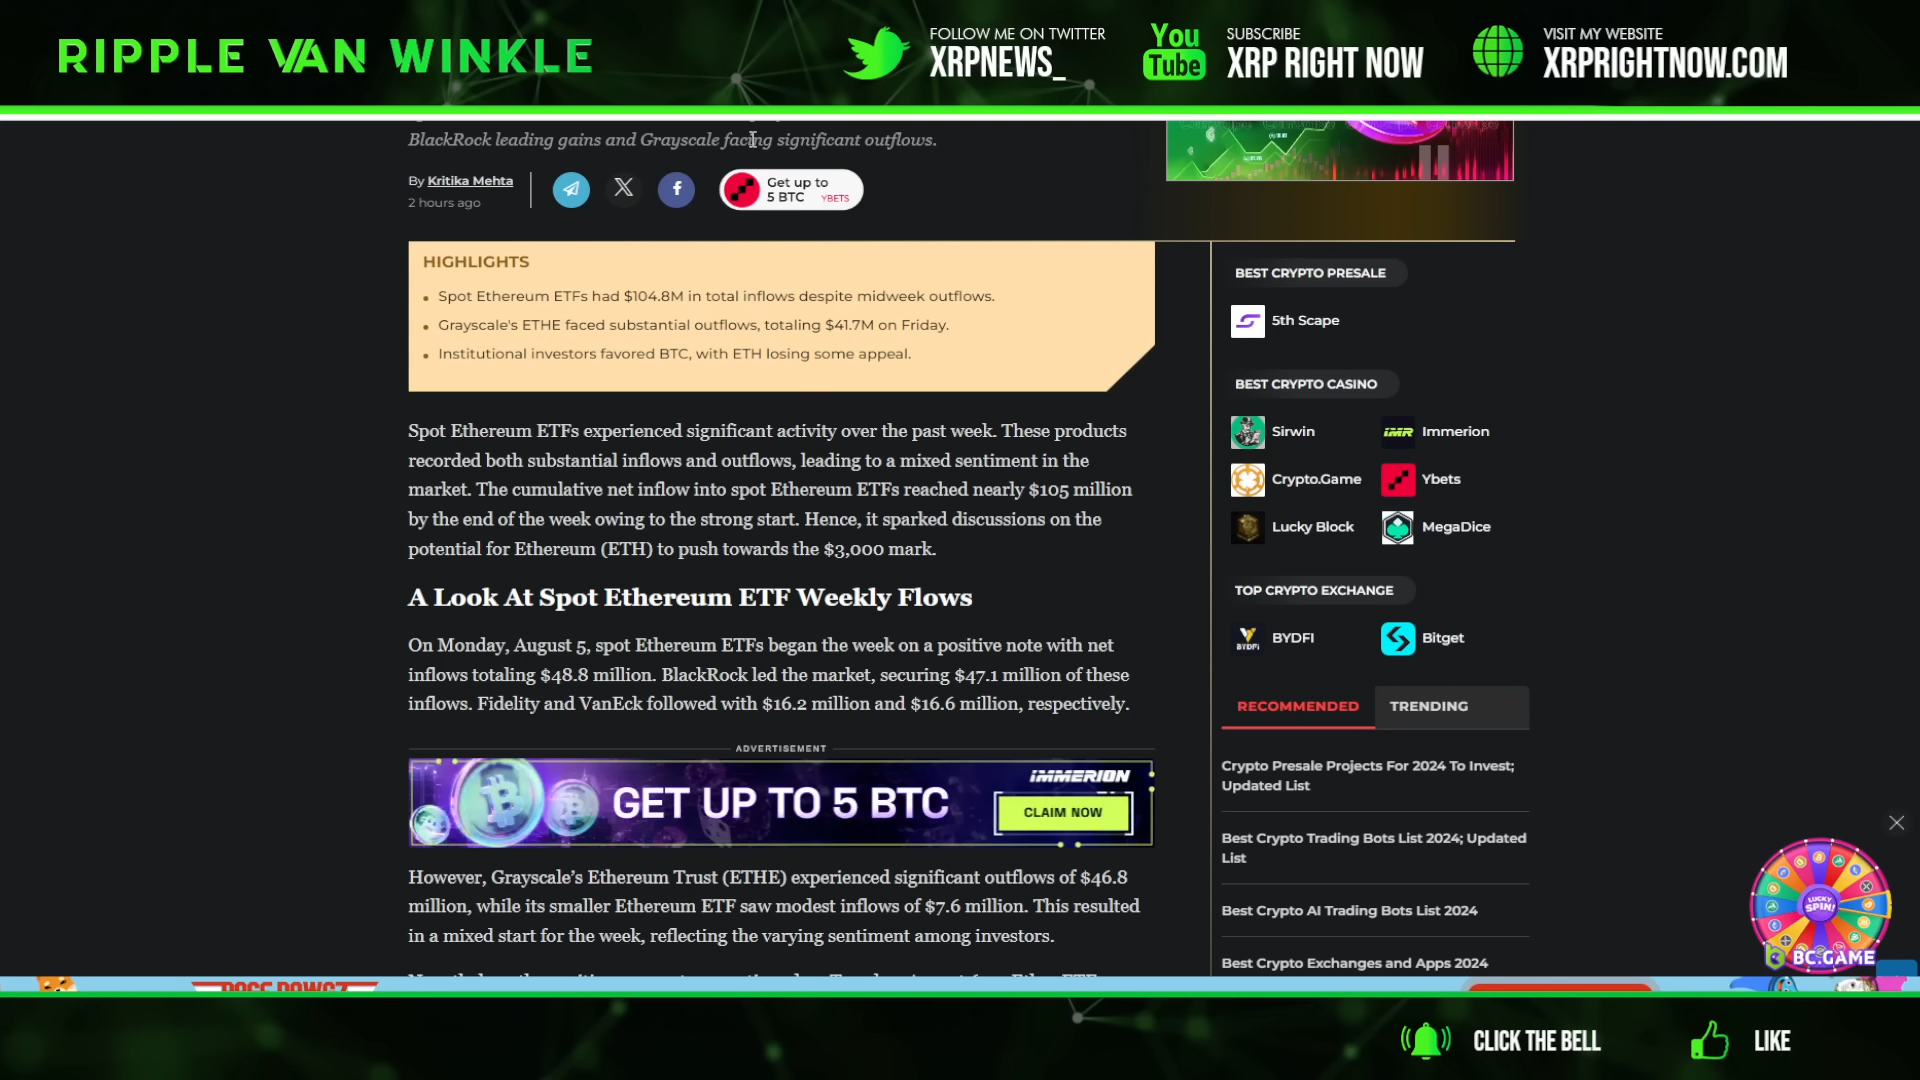 RIPPLE VAN WINKLE
FOLLOW ME ON TWITTER
XRPNEWS_
You
Tube
SUBSCRIBE
XRP RIGHT NOW
VISIT MY WEBSITE
XRPRIGHTNOW.COM
BlackRock leading gains and Grayscale facing significant outflows.
By Kritika Mehta
2 hours ago
Get up to
5 BTC YBETS
HIGHLIGHTS
Spot Ethereum ETFs had $104.8M in total inflows despite midweek outflows.
Grayscale's ETHE faced substantial outflows, totaling $41.7M on Friday.
Institutional investors favored BTC, with ETH losing some appeal.
Spot Ethereum ETFs experienced significant activity over the past week. These products
recorded both substantial inflows and outflows, leading to a mixed sentiment in the
market. The cumulative net inflow into spot Ethereum ETFs reached nearly $105 million
by the end of the week owing to the strong start. Hence, it sparked discussions on the
potential for Ethereum (ETH) to push towards the $3,000 mark.
A Look At Spot Ethereum ETF Weekly Flows
On Monday, August 5, spot Ethereum ETFs began the week on a positive note with net
inflows totaling $48.8 million. BlackRock led the market, securing $47.1 million of these
inflows. Fidelity and VanEck followed with $16.2 million and $16.6 million, respectively.
ADVERTISEMENT
GET UP TO 5 BTC
IMMERION
CLAIM NOW
However, Grayscale's Ethereum Trust (ETHE) experienced significant outflows of $46.8
million, while its smaller Ethereum ETF saw modest inflows of $7.6 million. This resulted
in a mixed start for the week, reflecting the varying sentiment among investors.
BEST CRYPTO PRESALE
5th Scape
BEST CRYPTO CASINO
Sirwin
IMR Immerion
Crypto.Game
Ybets
Lucky Block
MegaDice
TOP CRYPTO EXCHANGE
BYDFi BYDFI
Bitget
RECOMMENDED
TRENDING
Crypto Presale Projects For 2024 To Invest;
Updated List
Best Crypto Trading Bots List 2024; Updated
List
Best Crypto AI Trading Bots List 2024
Best Crypto Exchanges and Apps 2024
LUCKY
SPIN!
BC.GAME
CLICK THE BELL
LIKE